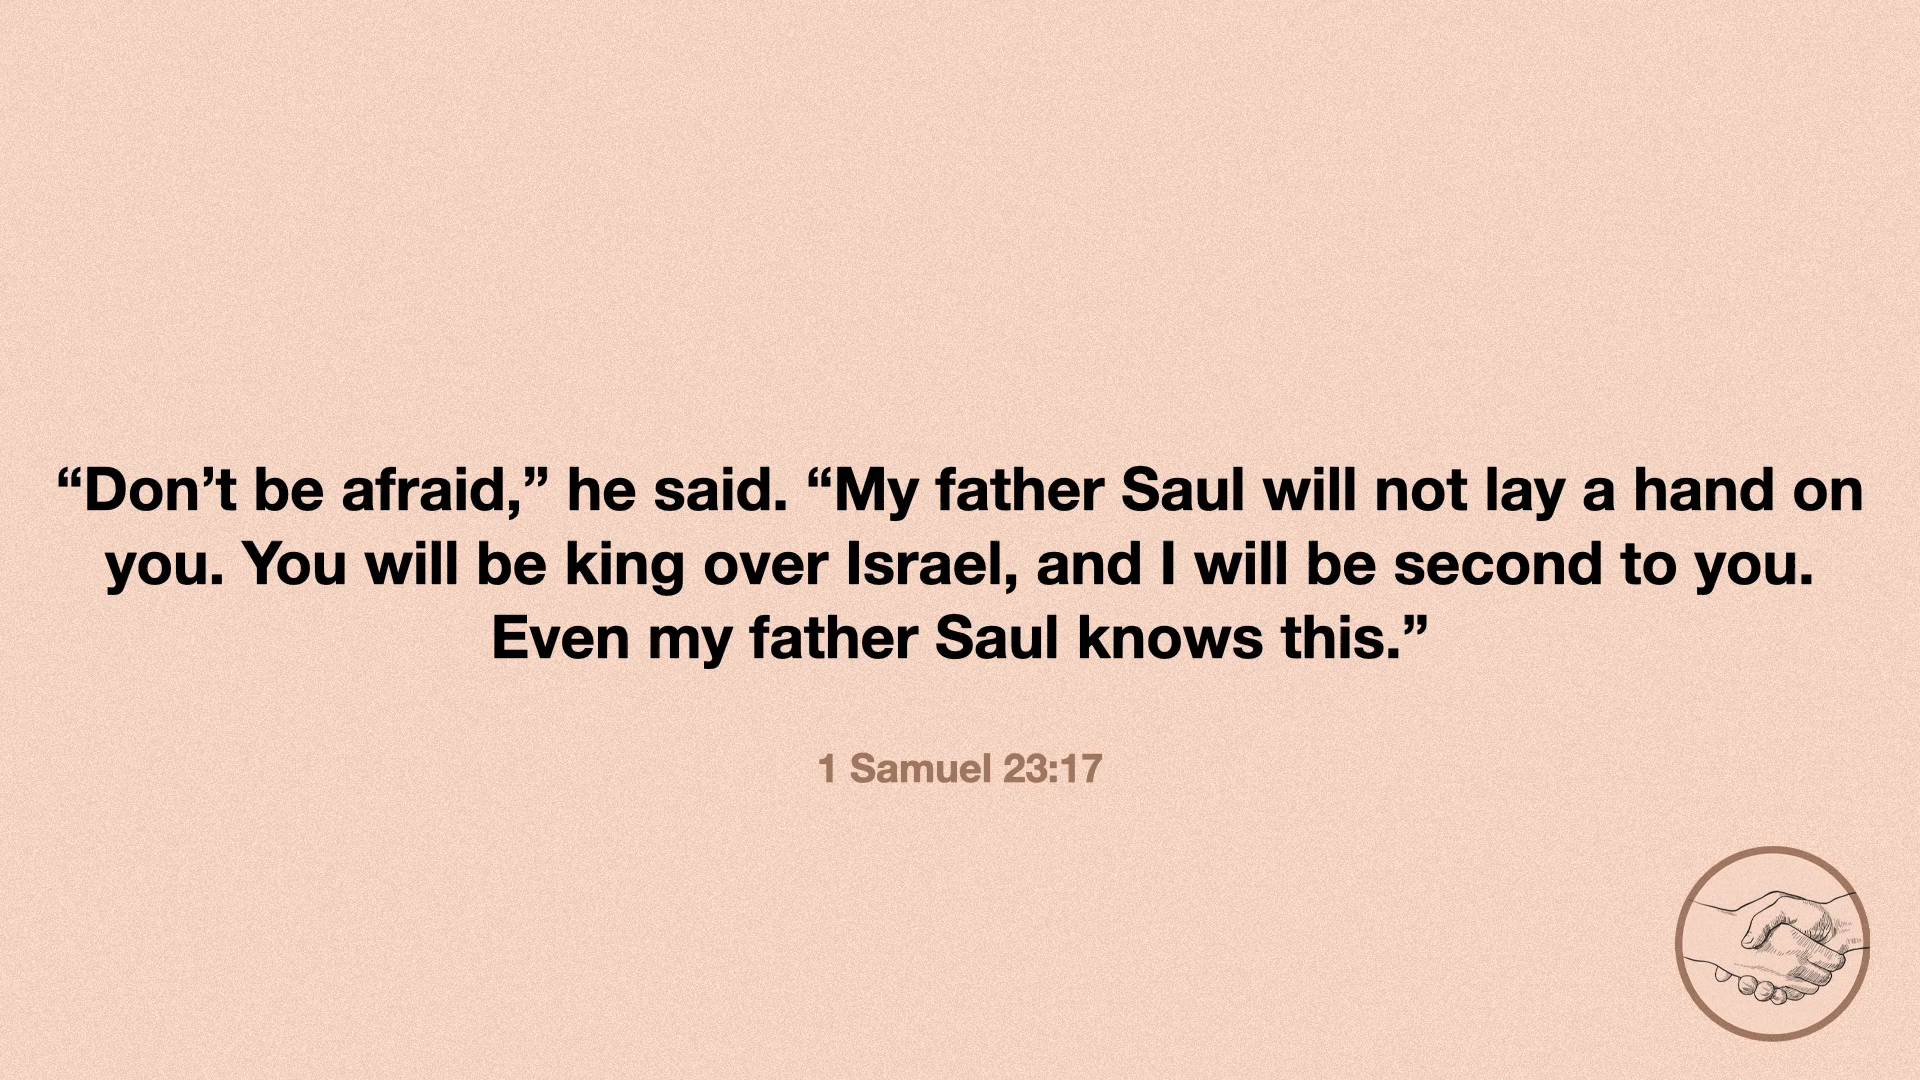 “Don’t be afraid,” he said. “My father Saul will not lay a hand on
you. You will be king over Israel, and I will be second to you.
Even my father Saul knows this.”
1 Samuel 23:17